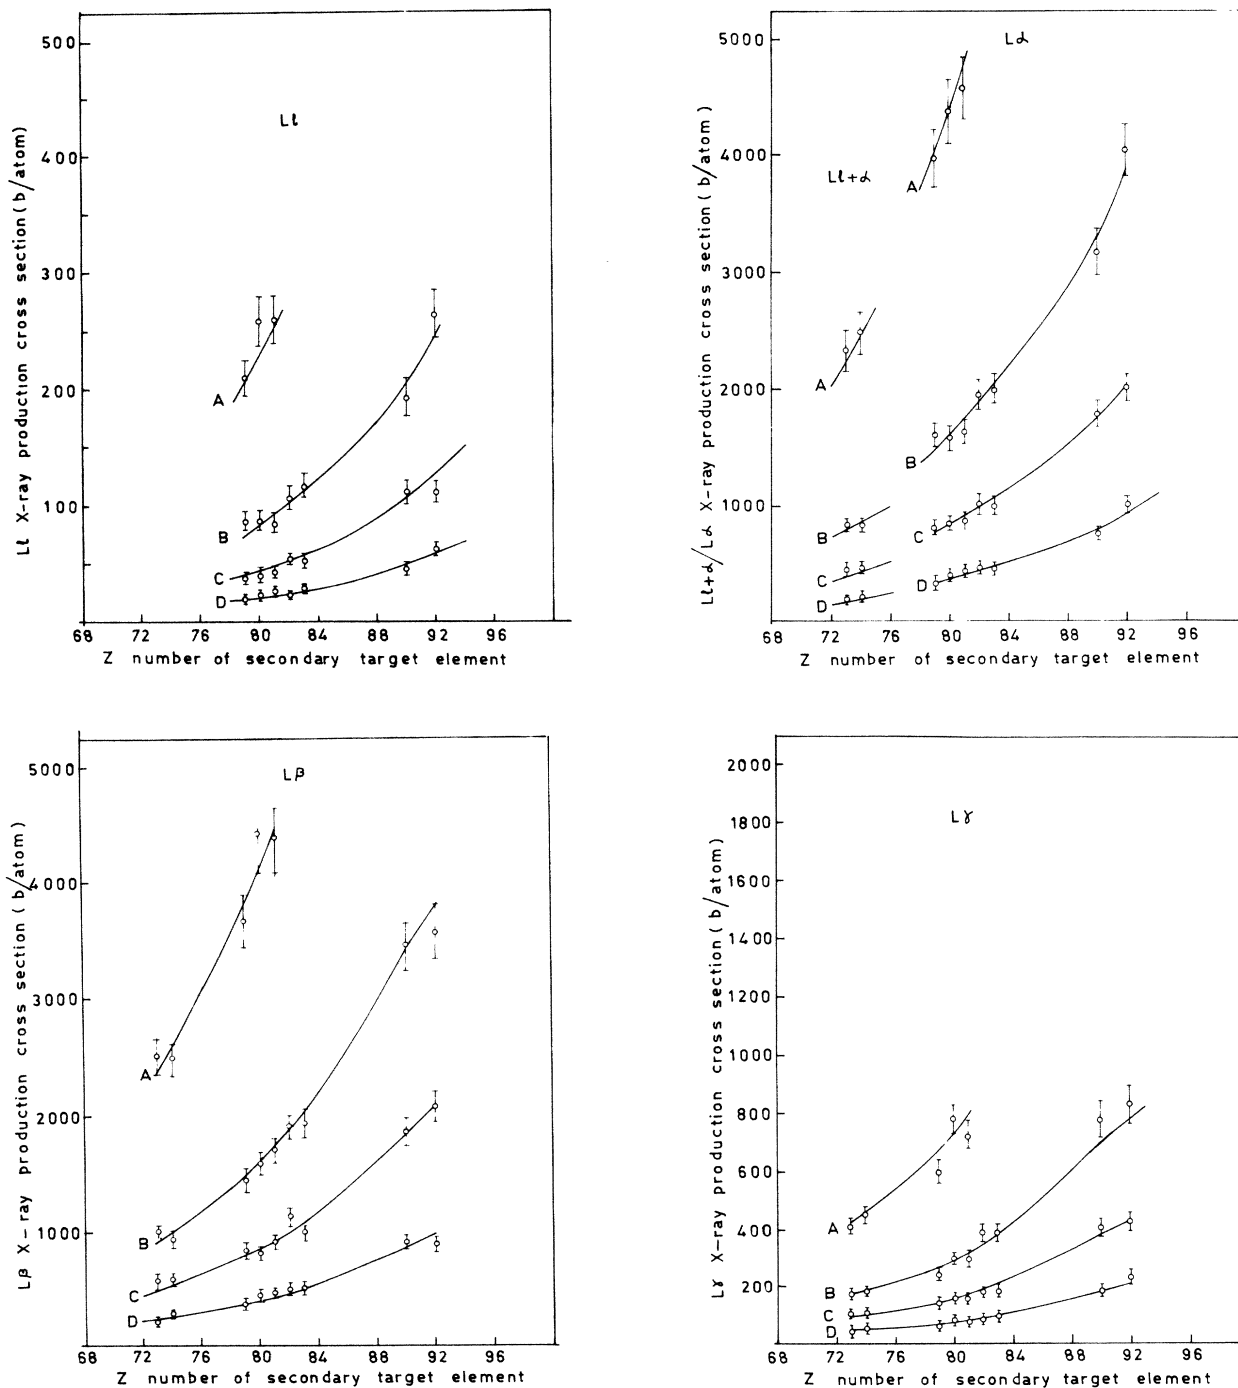 500
400
300
200
100
Ll
A
B
C
D
Ll X-ray production cross section (b/atom)
68 72 76 80 84 88 92 96
Z number of secondary target element
5000
4000
3000
2000
1000
Lα
Ll+α
A
A
B
B
C
C
D
D
Ll+α/Lα X-ray production cross section (b/atom)
68 72 76 80 84 88 92 96
Z number of secondary target element
5000
4000
3000
2000
1000
Lβ
A
B
C
D
Lβ X-ray production cross section (b/atom)
68 72 76 80 84 88 92 96
Z number of secondary target element
2000
1800
1600
1400
1200
1000
800
600
400
200
Lγ
A
B
C
D
Lγ X-ray production cross section (b/atom)
68 72 76 80 84 88 92 96
Z number of secondary target element